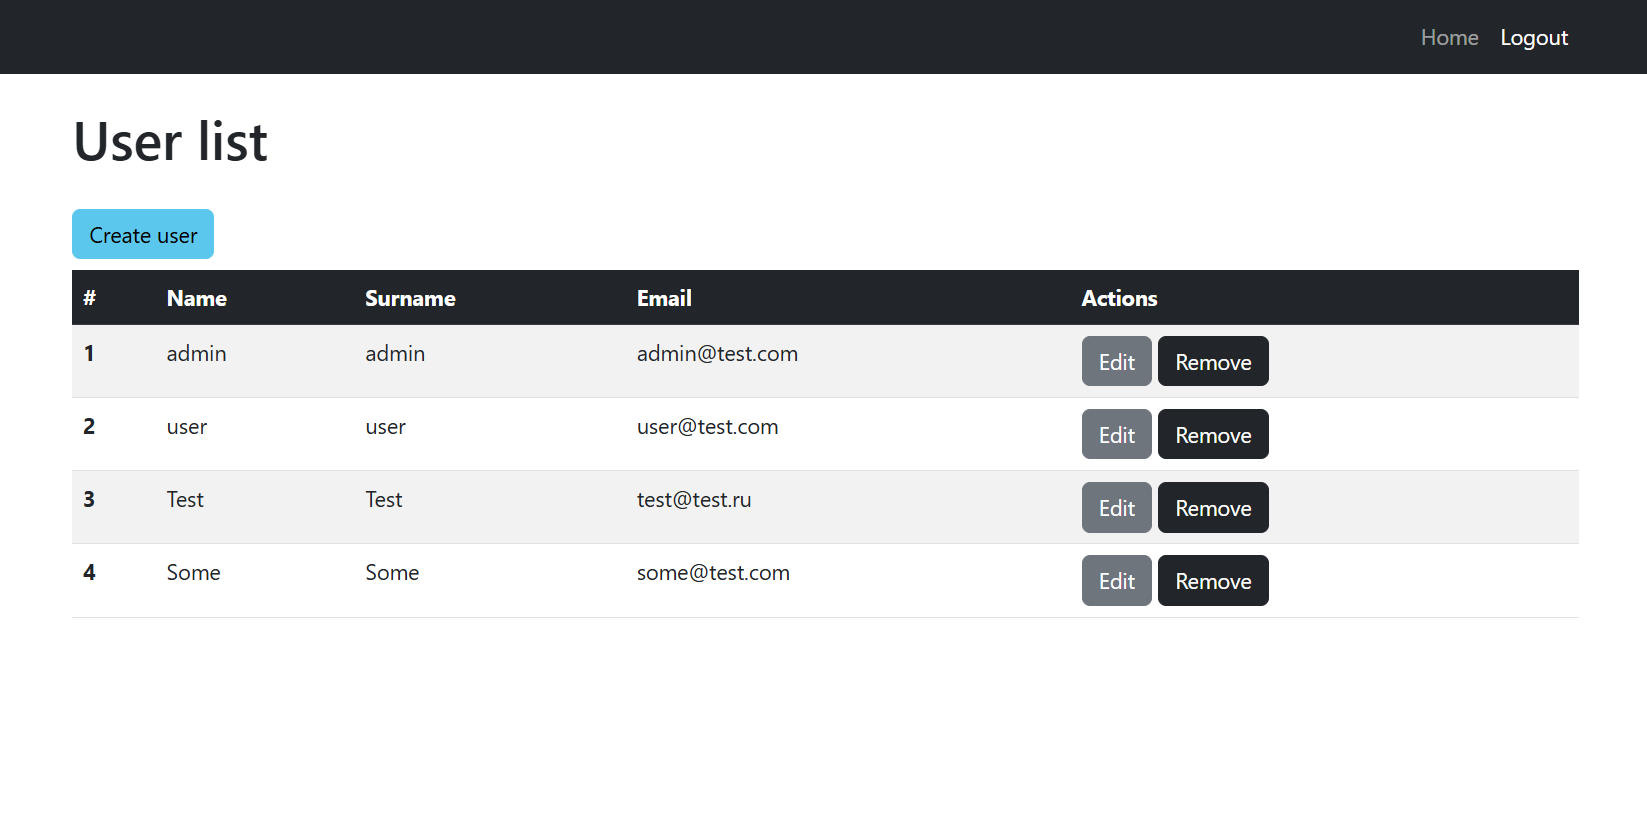 Home Logout
User list
Create user
# Name Surname Email Actions
1 admin admin admin@test.com Edit Remove
2 user user user@test.com Edit Remove
3 Test Test test@test.ru Edit Remove
4 Some Some some@test.com Edit Remove